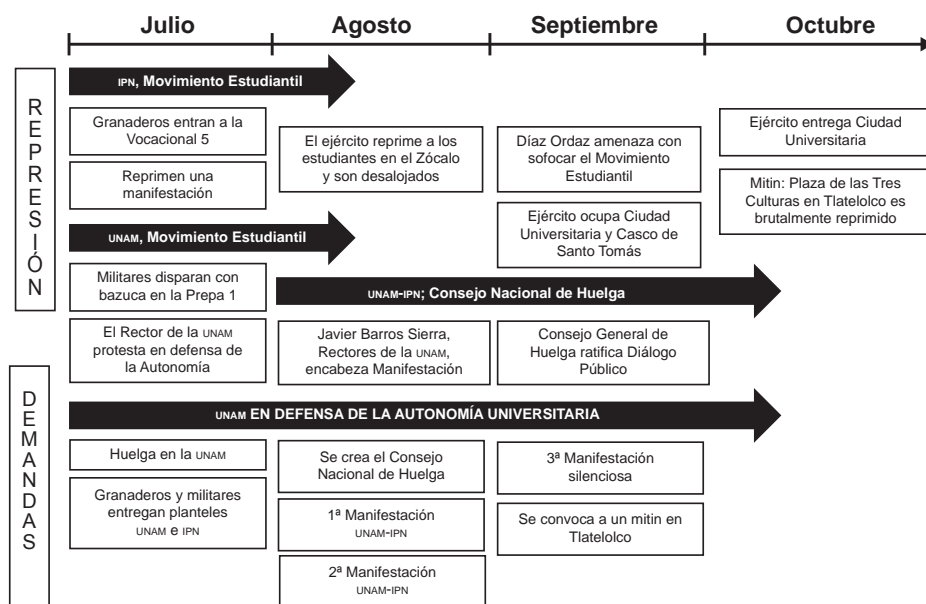 Julio Agosto Septiembre Octubre
REPRESIÓN
IPN, Movimiento Estudiantil
Granaderos entran a la
Vocacional 5
Reprimen una
manifestación
El ejército reprime a los
estudiantes en el Zócalo
y son desalojados
Díaz Ordaz amenaza con
sofocar el Movimiento
Estudiantil
Ejército entrega Ciudad
Universitaria
Mitin: Plaza de las Tres
Culturas en Tlatelolco es
brutalmente reprimido
Ejército ocupa Ciudad
Universitaria y Casco de
Santo Tomás
UNAM, Movimiento Estudiantil
Militares disparan con
bazuca en la Prepa 1
UNAM-IPN; Consejo Nacional de Huelga
El Rector de la UNAM
protesta en defensa de
la Autonomía
Javier Barros Sierra,
Rectores de la UNAM,
encabeza Manifestación
Consejo General de
Huelga ratifica Diálogo
Público
DEMANDAS
UNAM EN DEFENSA DE LA AUTONOMÍA UNIVERSITARIA
Huelga en la UNAM
Granaderos y militares
entregan planteles
UNAM e IPN
Se crea el Consejo
Nacional de Huelga
1ª Manifestación
UNAM-IPN
2ª Manifestación
UNAM-IPN
3ª Manifestación
silenciosa
Se convoca a un mitin en
Tlatelolco